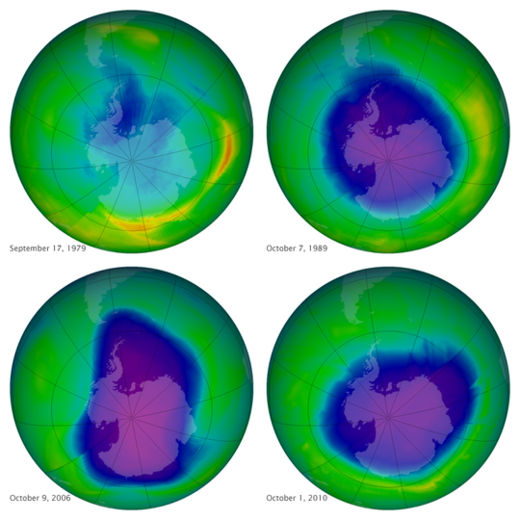 September 17, 1979
October 7, 1989
October 9, 2006
October 1, 2010